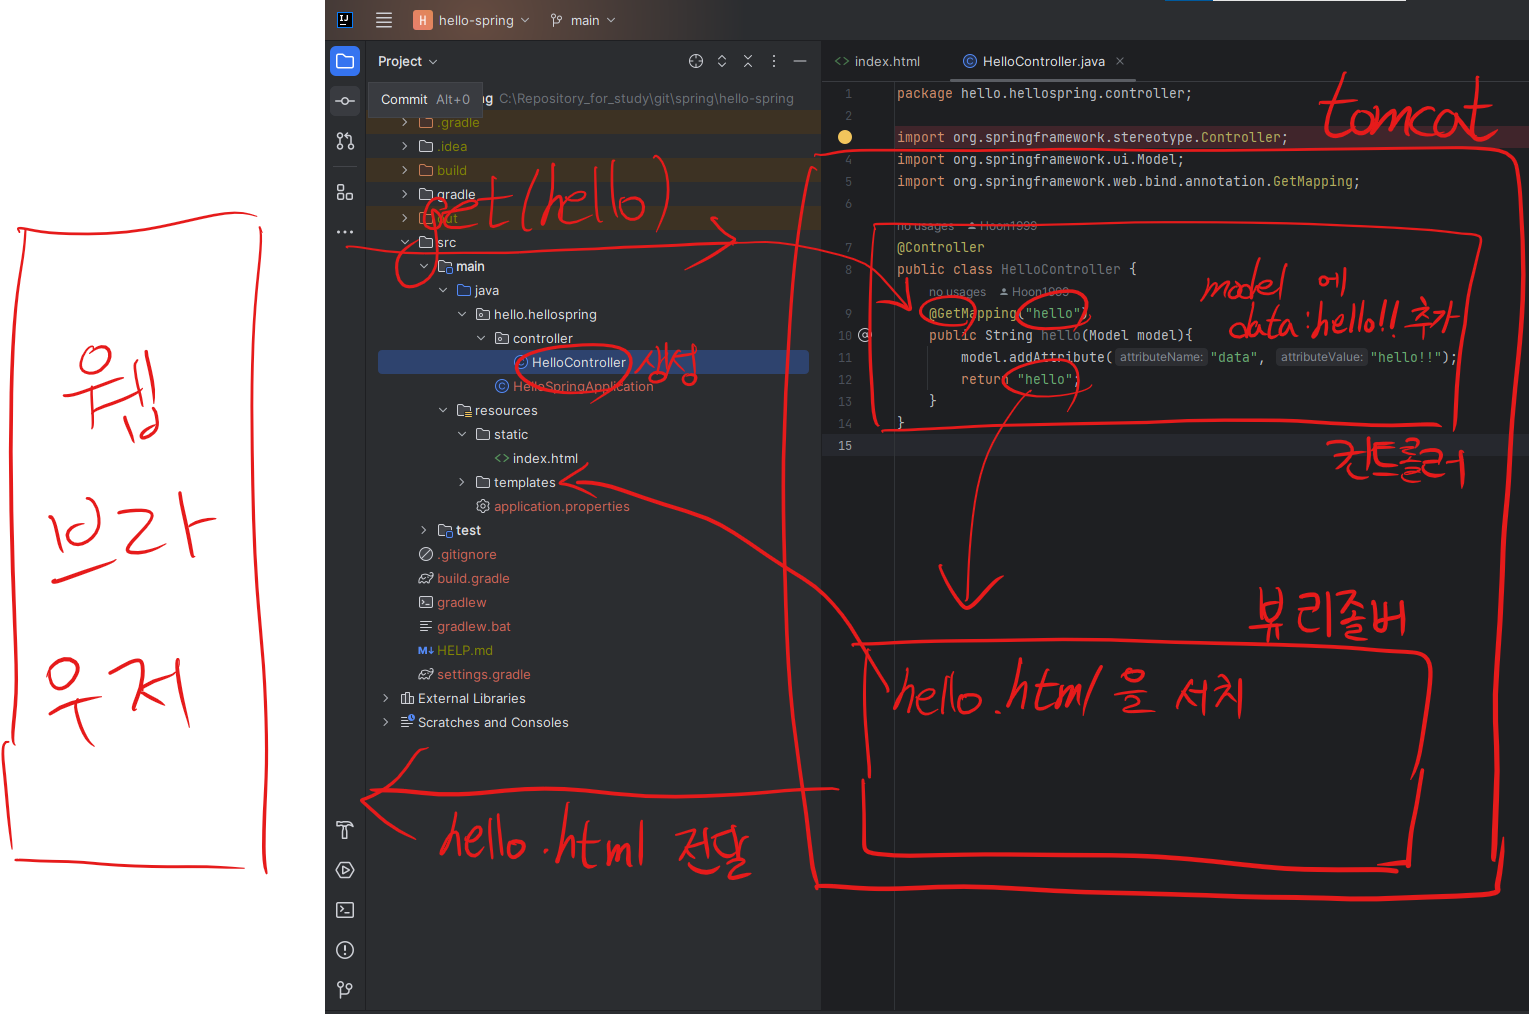 hello-spring
main
Project
Commit Alt+0
ng C:\Repository_for_study\git\spring\hello-spring
.gradle
.idea
build
gradle
out
src
main
java
hello.hellospring
controller
HelloController
HelloSpringApplication
resources
static
index.html
templates
application.properties
test
.gitignore
build.gradle
gradlew
gradlew.bat
HELP.md
settings.gradle
External Libraries
Scratches and Consoles
index.html
HelloController.java
1 package hello.hellospring.controller;
2
import org.springframework.stereotype.Controller;
4 import org.springframework.ui.Model;
5 import org.springframework.web.bind.annotation.GetMapping;
6
no usages Hoon1999
7 @Controller
8 public class HelloController {
no usages Hoon1999
9 @GetMapping("hello")
10 public String hello(Model model){
11 model.addAttribute( attributeName: "data", attributeValue: "hello!!");
12 return "hello";
13 }
14 }
15
웹
브라
우저
get(hello)
생성
tomcat
model 에
data:hello!! 추가
컨트롤러
뷰 리졸버
hello.html 을 서치
hello.html 전달